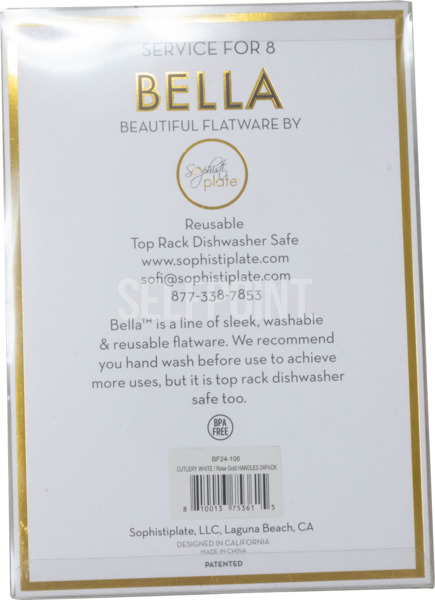 SERVICE FOR 8
BELLA
BEAUTIFUL FLATWARE BY
Sophisti
plate
Reusable
Top Rack Dishwasher Safe
www.sophistiplate.com
sofi@sophistiplate.com
877-338-7853
SELFPOINT
Bella™ is a line of sleek, washable
& reusable flatware. We recommend
you hand wash before use to achieve
more uses, but it is top rack dishwasher
safe too.
BPA
FREE
BF24-106
CUTLERY WHITE / Rose Gold HANDLES 24PACK
8 10013 75361 5
Sophistiplate, LLC, Laguna Beach, CA
DESIGNED IN CALIFORNIA
MADE IN CHINA
PATENTED